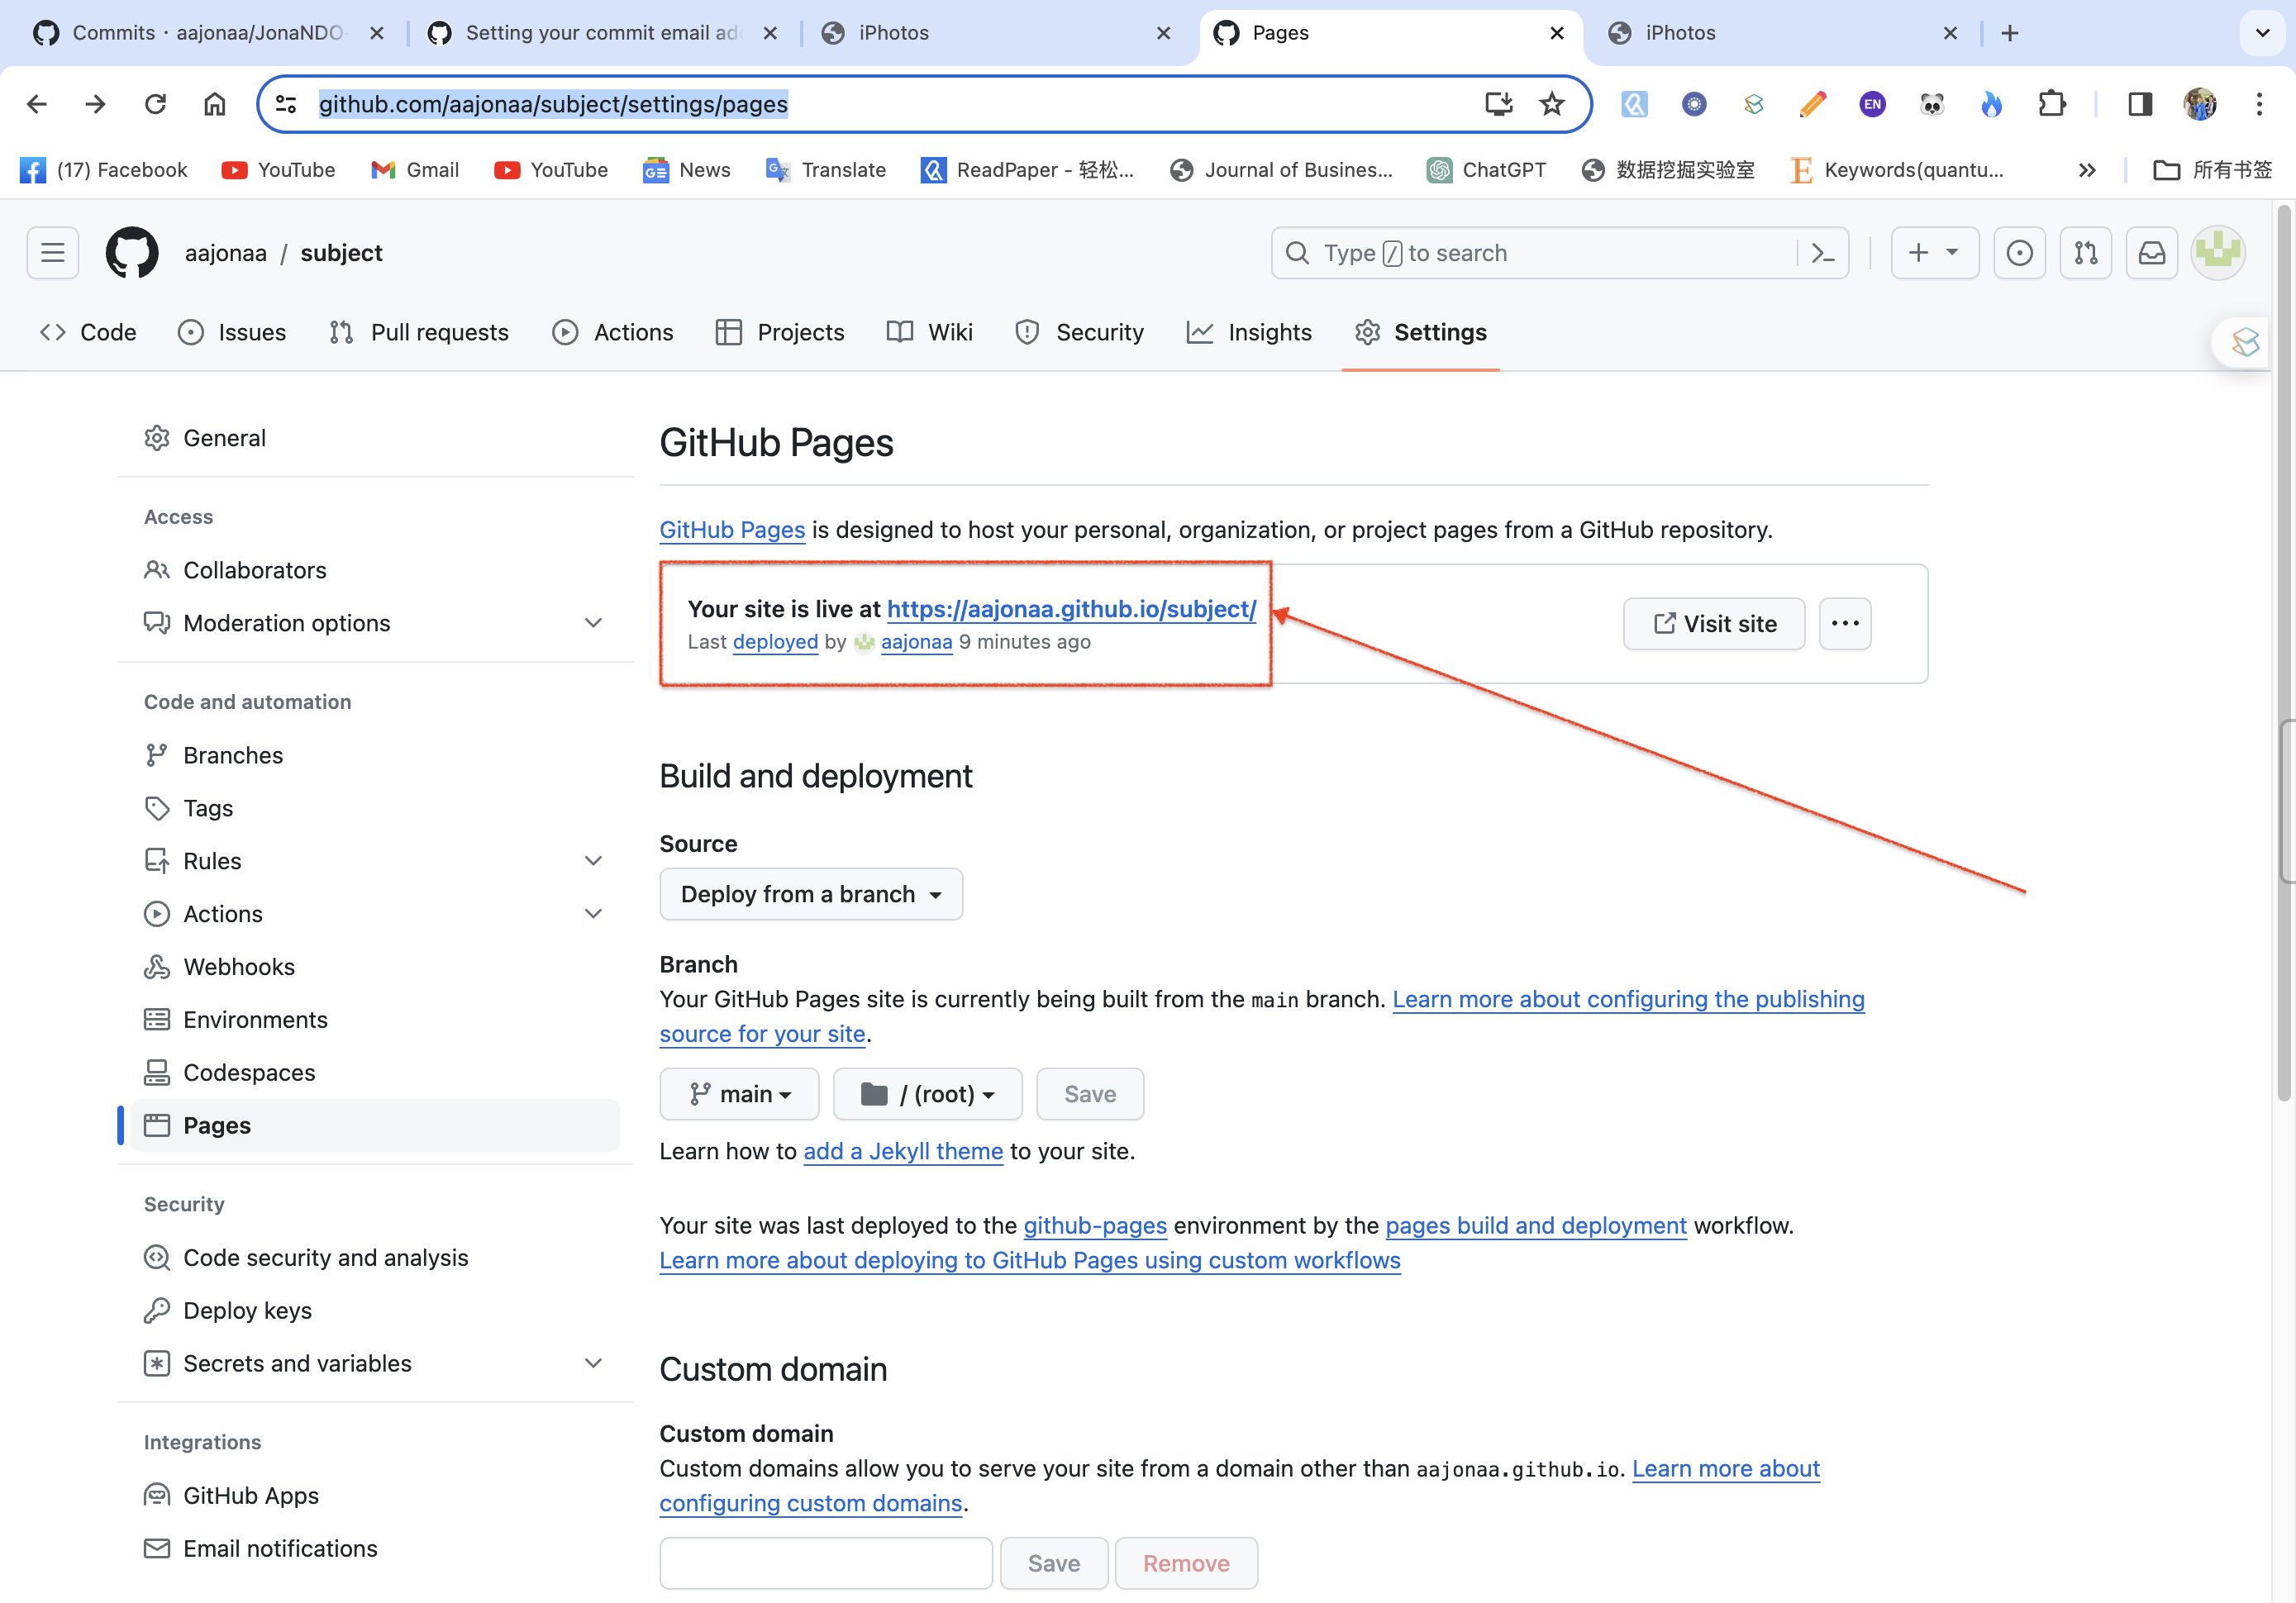 Commits · aajonaa/JonaNDO
Setting your commit email ad
iPhotos
Pages
iPhotos
github.com/aajonaa/subject/settings/pages
EN
(17) Facebook
YouTube
Gmail
YouTube
News
Translate
ReadPaper - 轻松...
Journal of Busines...
ChatGPT
数据挖掘实验室
Keywords(quantu...
所有书签
aajonaa / subject
Type / to search
Code
Issues
Pull requests
Actions
Projects
Wiki
Security
Insights
Settings
General
Access
Collaborators
Moderation options
Code and automation
Branches
Tags
Rules
Actions
Webhooks
Environments
Codespaces
Pages
Security
Code security and analysis
Deploy keys
Secrets and variables
Integrations
GitHub Apps
Email notifications
GitHub Pages
GitHub Pages is designed to host your personal, organization, or project pages from a GitHub repository.
Your site is live at https://aajonaa.github.io/subject/
Last deployed by aajonaa 9 minutes ago
Visit site
Build and deployment
Source
Deploy from a branch
Branch
Your GitHub Pages site is currently being built from the main branch. Learn more about configuring the publishing
source for your site.
main
/ (root)
Save
Learn how to add a Jekyll theme to your site.
Your site was last deployed to the github-pages environment by the pages build and deployment workflow.
Learn more about deploying to GitHub Pages using custom workflows
Custom domain
Custom domain
Custom domains allow you to serve your site from a domain other than aajonaa.github.io. Learn more about
configuring custom domains.
Save
Remove